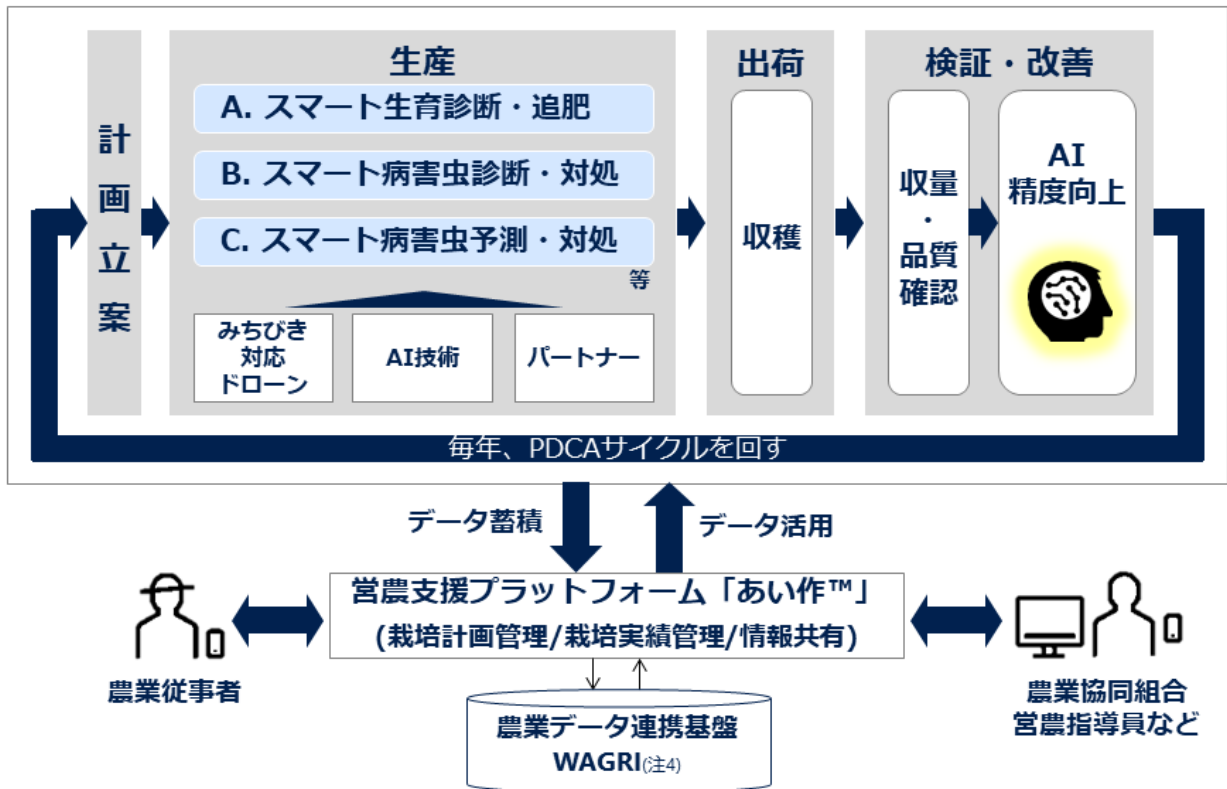 計画立案
生産
A. スマート生育診断・追肥
B. スマート病害虫診断・対処
C. スマート病害虫予測・対処
等
みちびき
対応
ドローン
AI技術
パートナー
出荷
収穫
検証・改善
収量・品質確認
AI
精度向上
毎年、PDCAサイクルを回す
データ蓄積
データ活用
営農支援プラットフォーム「あい作™」
(栽培計画管理/栽培実績管理/情報共有)
農業従事者
農業協同組合
営農指導員など
農業データ連携基盤
WAGRI(注4)